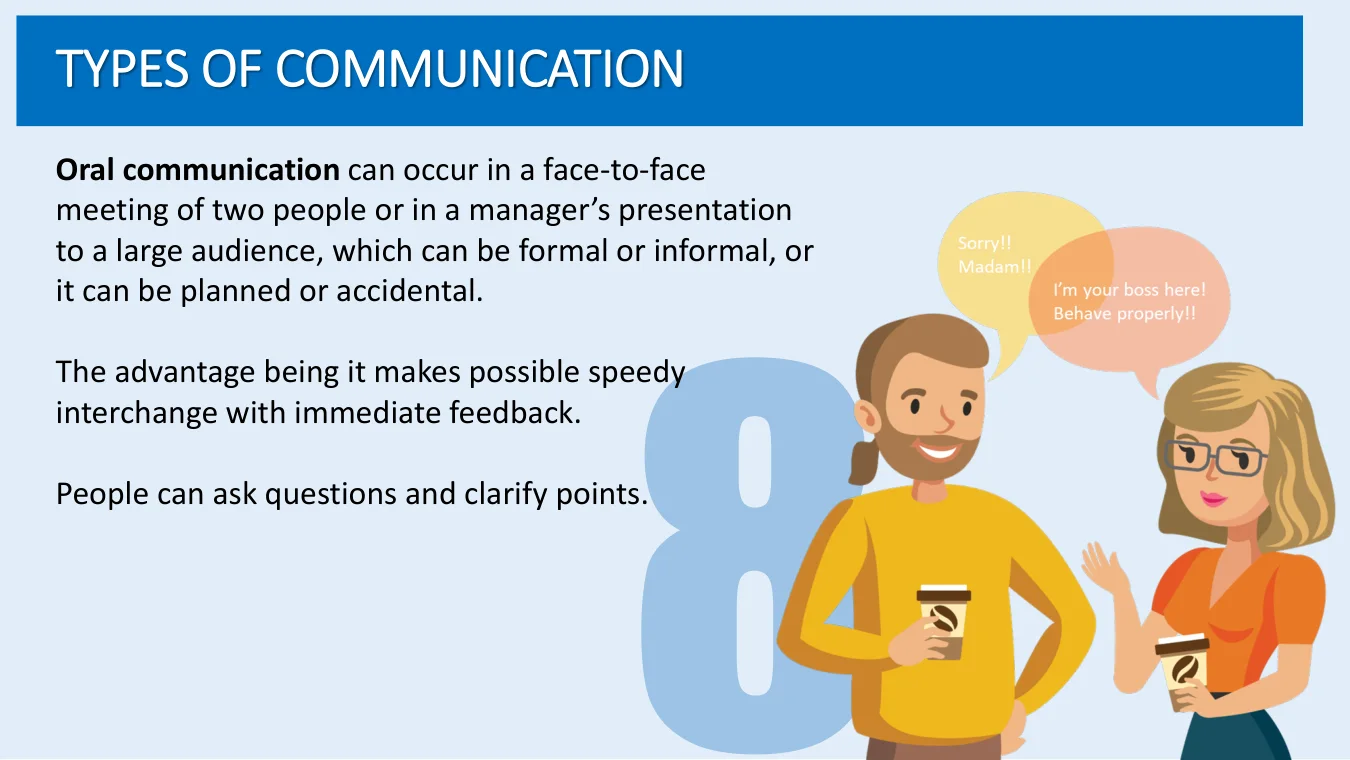 TYPES OF COMMUNICATION
Oral communication can occur in a face-to-face
meeting of two people or in a manager’s presentation
to a large audience, which can be formal or informal, or
it can be planned or accidental.
The advantage being it makes possible speedy
interchange with immediate feedback.
People can ask questions and clarify points.
Sorry!!
Madam!!
I’m your boss here!
Behave properly!!
8